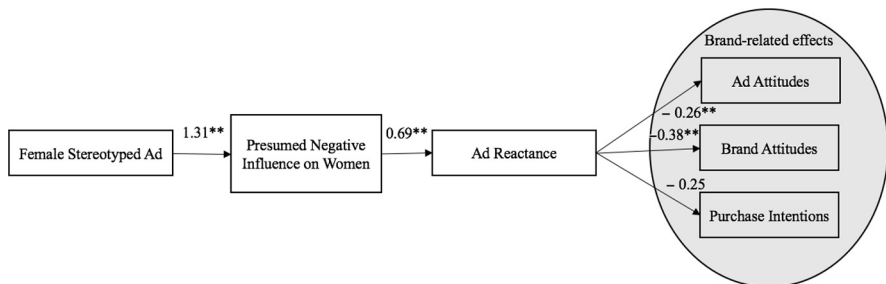 Brand-related effects
Ad Attitudes
– 0.26**
1.31**
0.69**
–0.38**
Female Stereotyped Ad
Presumed Negative
Influence on Women
Ad Reactance
Brand Attitudes
– 0.25
Purchase Intentions